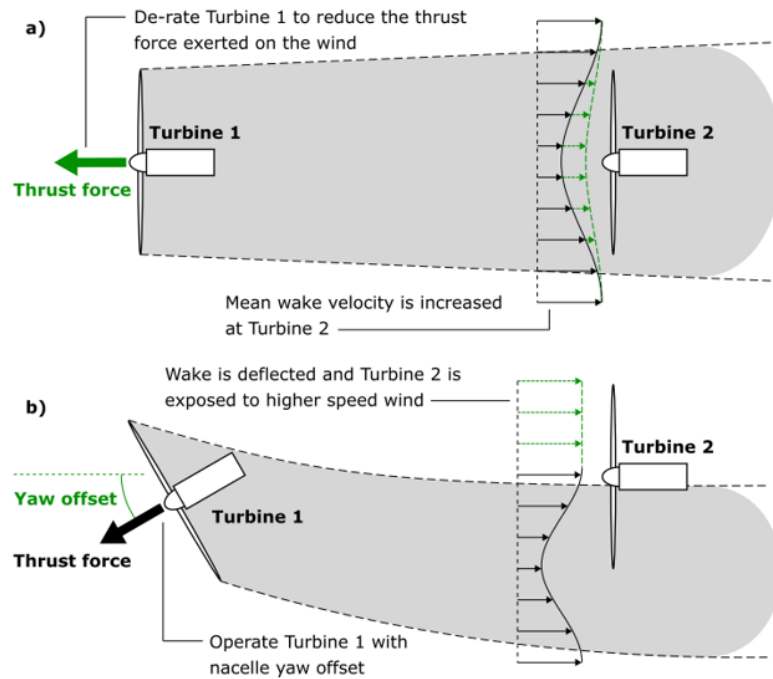 a)
De-rate Turbine 1 to reduce the thrust
force exerted on the wind
Turbine 1
Thrust force
Turbine 2
Mean wake velocity is increased
at Turbine 2
b)
Wake is deflected and Turbine 2 is
exposed to higher speed wind
Turbine 2
Yaw offset
Turbine 1
Thrust force
Operate Turbine 1 with
nacelle yaw offset